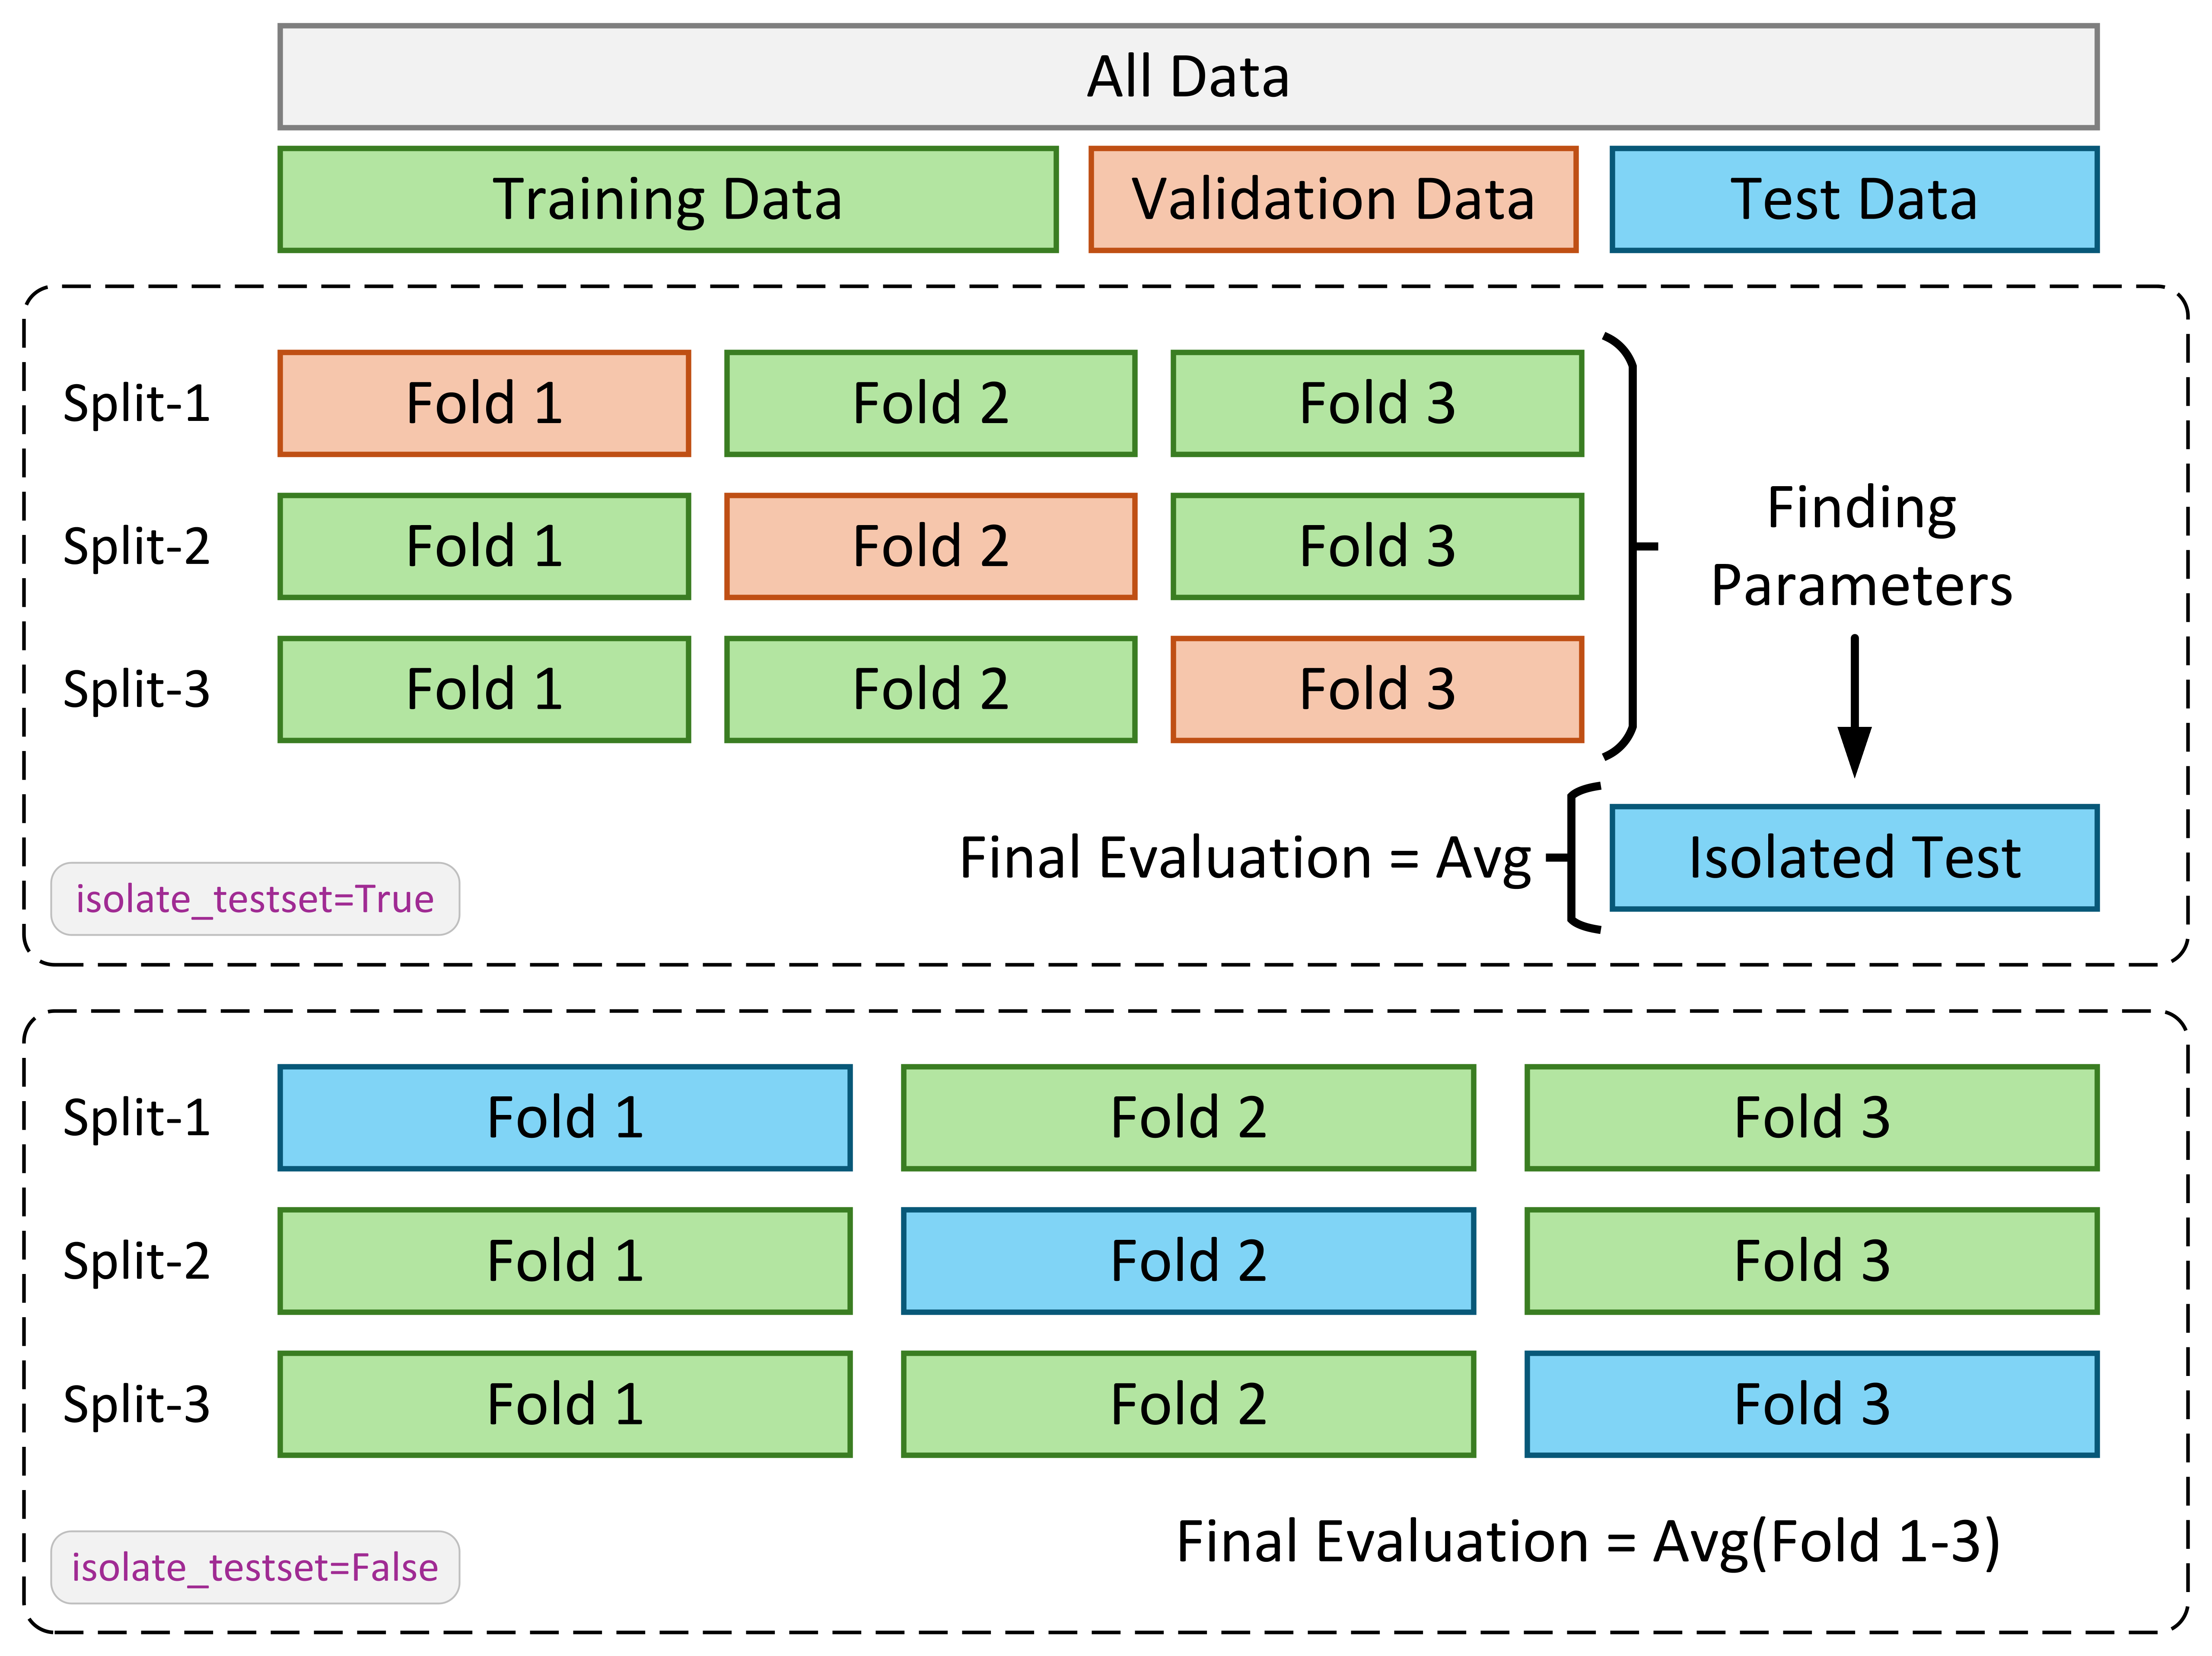 All Data
Training Data
Validation Data
Test Data
Split-1
Fold 1
Fold 2
Fold 3
Split-2
Fold 1
Fold 2
Fold 3
Split-3
Fold 1
Fold 2
Fold 3
Finding
Parameters
Final Evaluation = Avg
Isolated Test
isolate_testset=True
Split-1
Fold 1
Fold 2
Fold 3
Split-2
Fold 1
Fold 2
Fold 3
Split-3
Fold 1
Fold 2
Fold 3
Final Evaluation = Avg(Fold 1-3)
isolate_testset=False